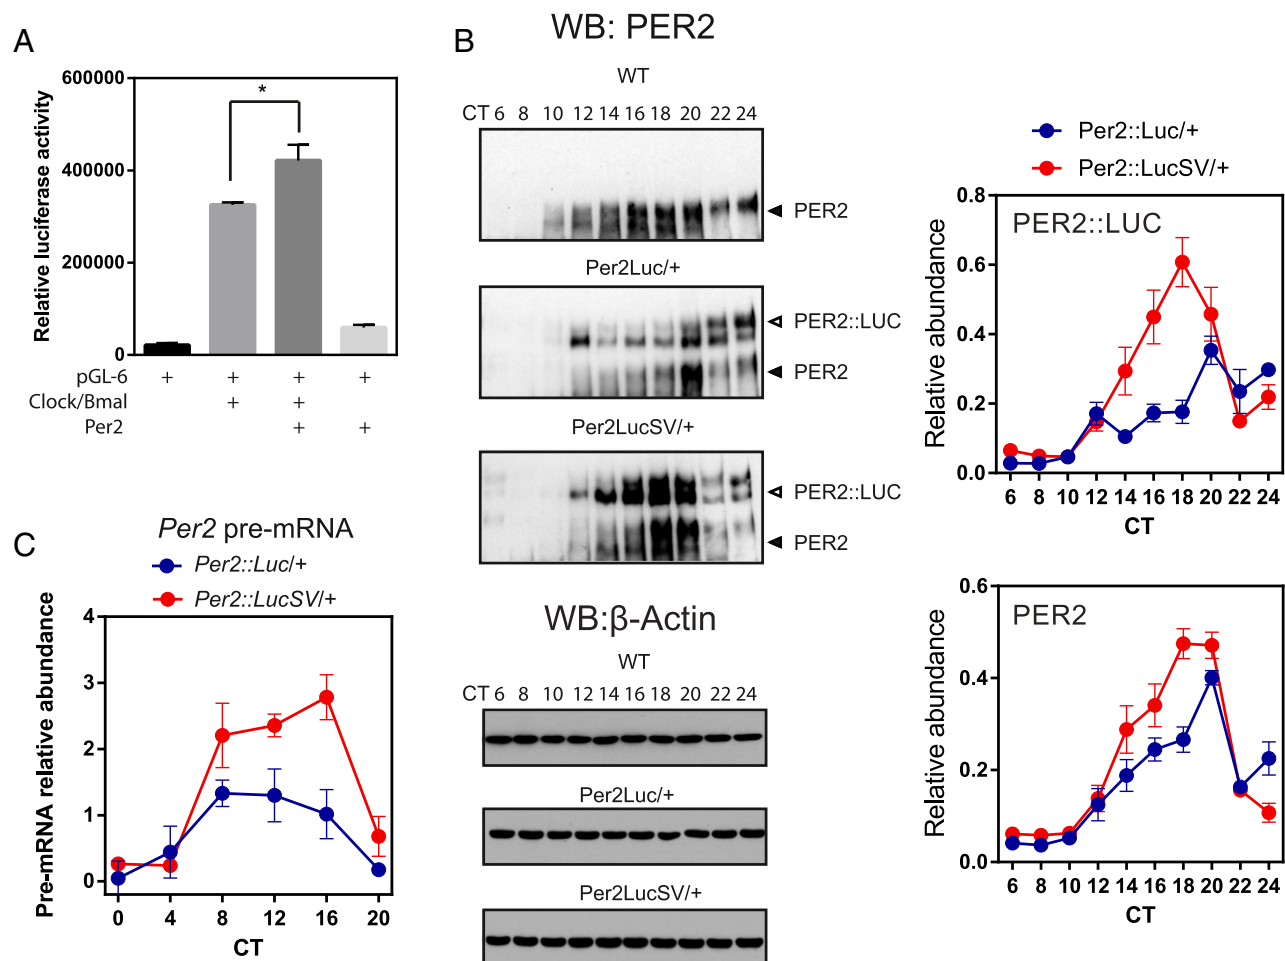 A
Relative luciferase activity
600000
400000
200000
0
*
pGL-6 + + + +
Clock/Bmal + +
Per2 + +
B
WB: PER2
WT
CT 6 8 10 12 14 16 18 20 22 24
PER2
Per2Luc/+
PER2::LUC
PER2
Per2LucSV/+
PER2::LUC
PER2
WB:β-Actin
WT
CT 6 8 10 12 14 16 18 20 22 24
Per2Luc/+
Per2LucSV/+
Per2::Luc/+
Per2::LucSV/+
PER2::LUC
Relative abundance
0.8
0.6
0.4
0.2
0.0
6 8 10 12 14 16 18 20 22 24
CT
PER2
Relative abundance
0.6
0.4
0.2
0.0
6 8 10 12 14 16 18 20 22 24
CT
C
Per2 pre-mRNA
Per2::Luc/+
Per2::LucSV/+
Pre-mRNA relative abundance
4
3
2
1
0
0 4 8 12 16 20
CT